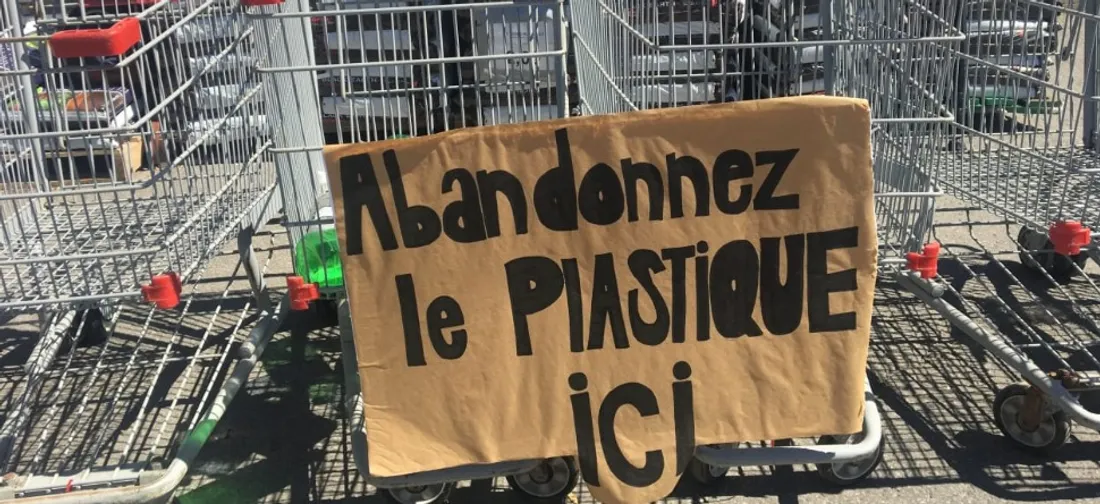 Abandonnez
le PlAsTiQUE
iCi